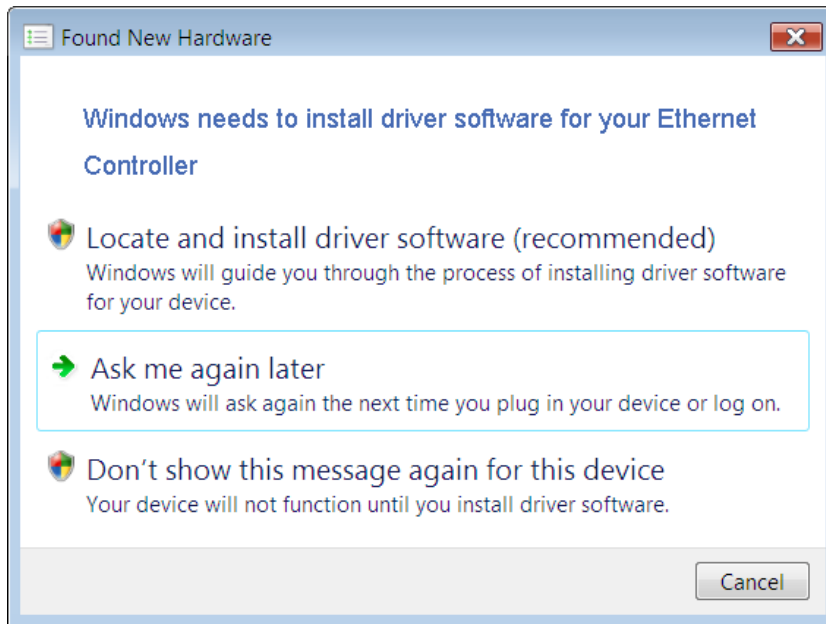 Found New Hardware
Windows needs to install driver software for your Ethernet
Controller
Locate and install driver software (recommended)
Windows will guide you through the process of installing driver software
for your device.
Ask me again later
Windows will ask again the next time you plug in your device or log on.
Don't show this message again for this device
Your device will not function until you install driver software.
Cancel